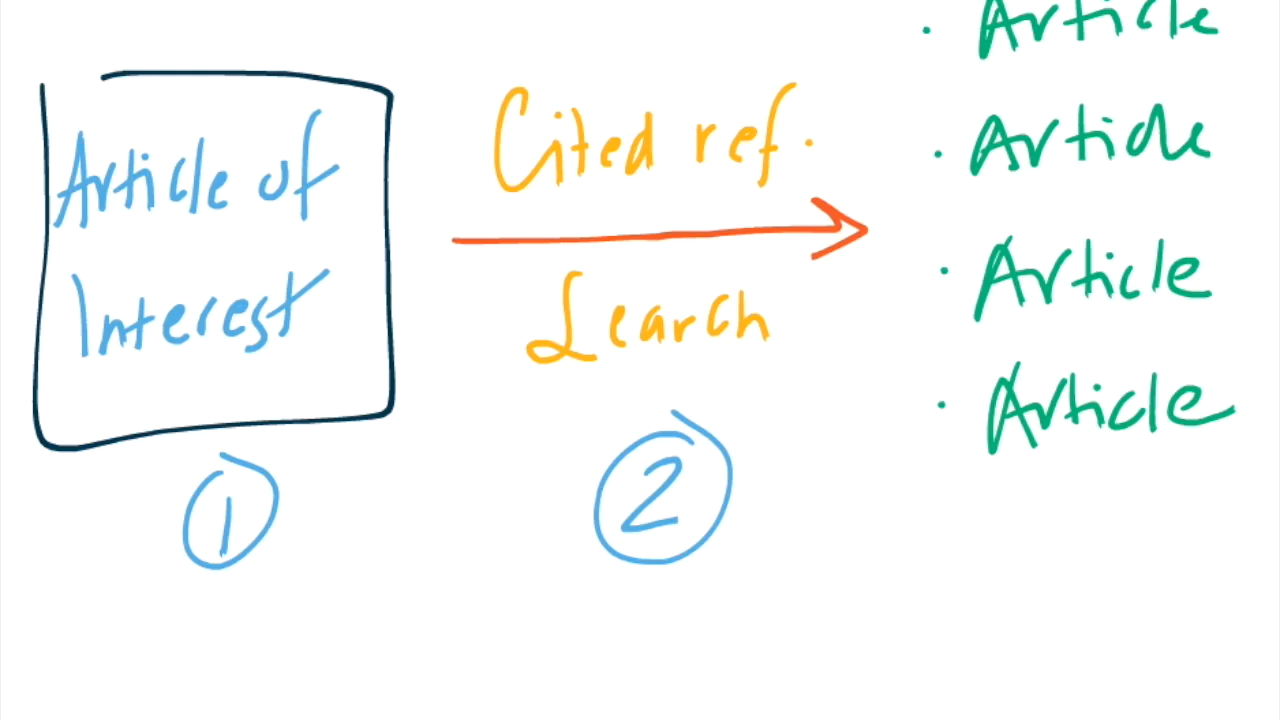 Article of
Interest
1
Cited ref.
Search
2
· Article
· Article
· Article
· Article